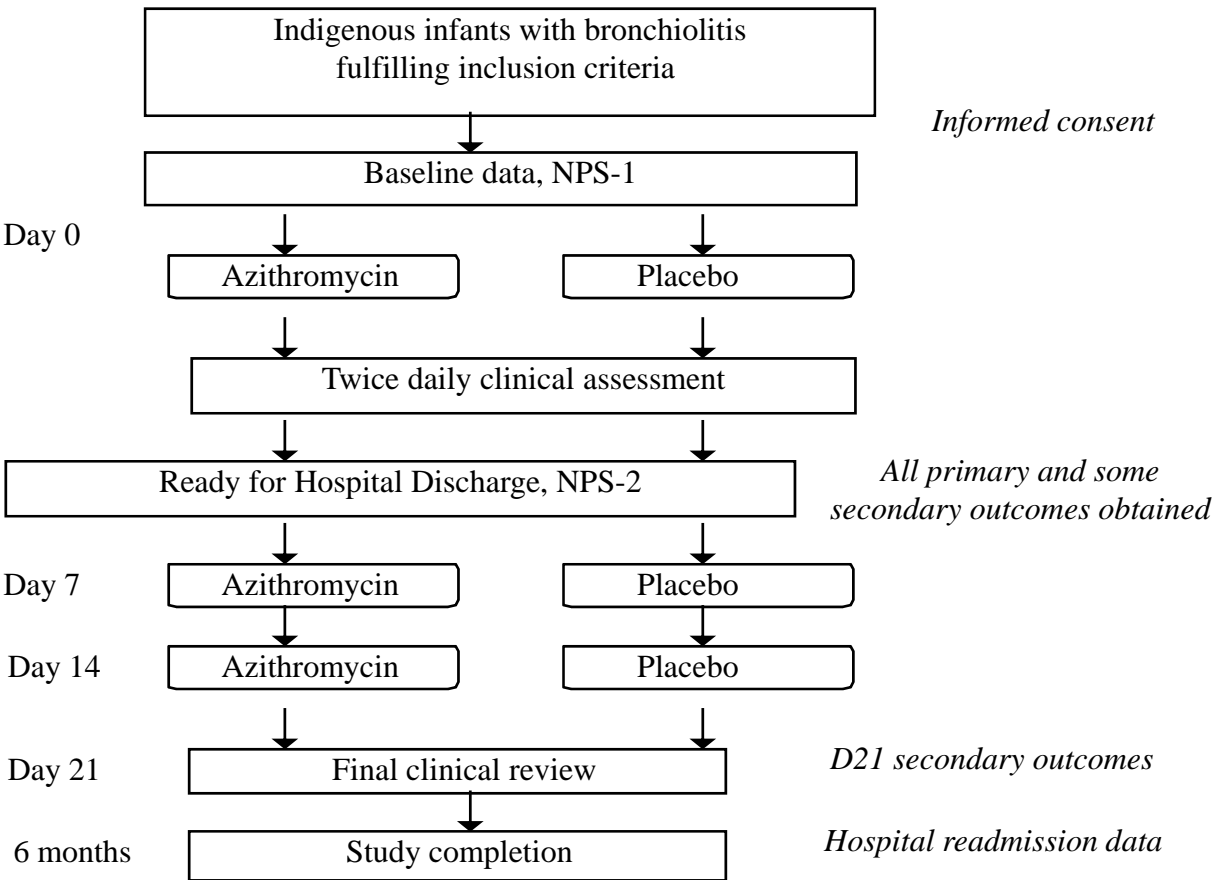 Indigenous infants with bronchiolitis
fulfilling inclusion criteria
Informed consent
Baseline data, NPS-1
Day 0
Azithromycin
Placebo
Twice daily clinical assessment
Ready for Hospital Discharge, NPS-2
All primary and some
secondary outcomes obtained
Day 7
Azithromycin
Placebo
Day 14
Azithromycin
Placebo
Day 21
Final clinical review
D21 secondary outcomes
6 months
Study completion
Hospital readmission data